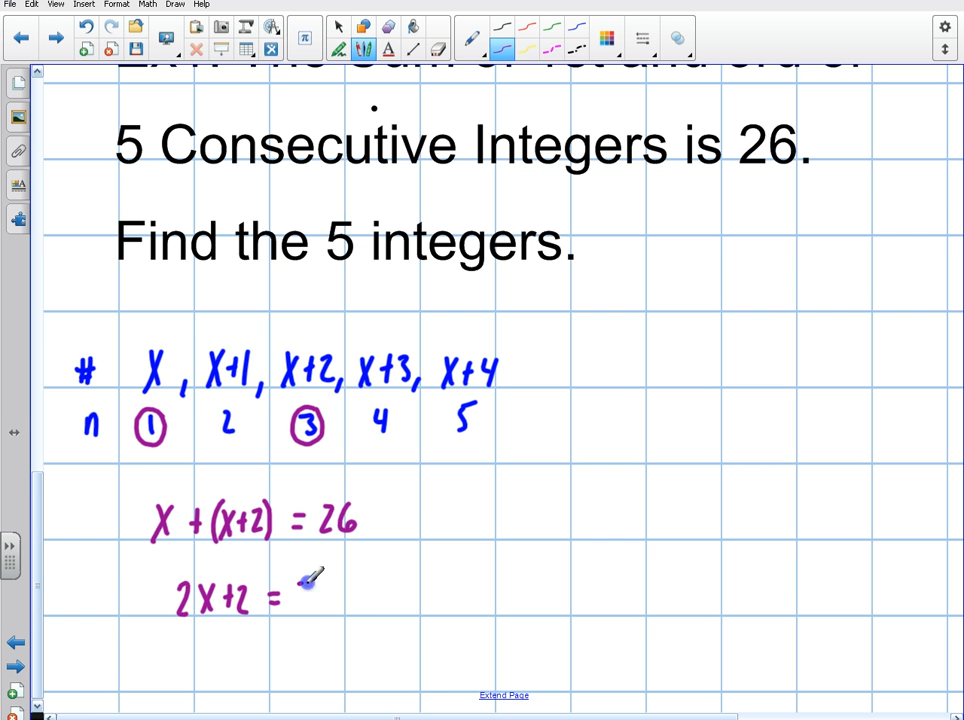 File Edit View Insert Format Math Draw Help
5 Consecutive Integers is 26.
Find the 5 integers.
# x , x+1, x+2, x+3, x+4
n 1 2 3 4 5
x + (x+2) = 26
2x+2 =
Extend Page